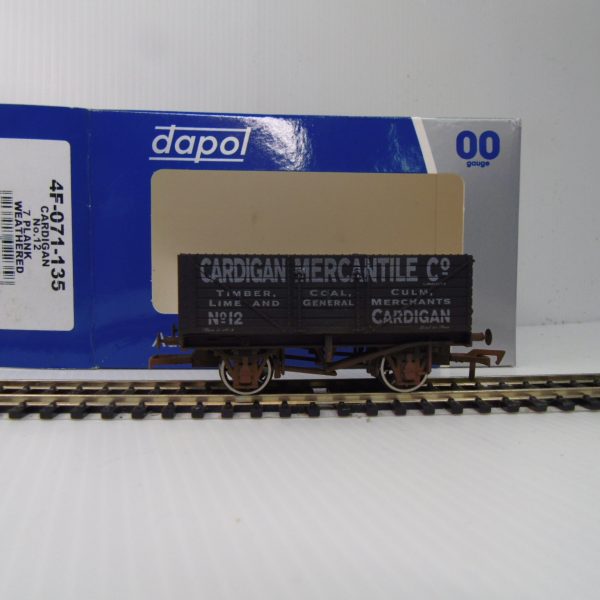 dapol
00
gauge
4F-071-135
CARDIGAN
No.12
7 PLANK
WEATHERED
CARDIGAN MERCANTILE Cº
TIMBER, COAL, CULM,
LIME AND GENERAL MERCHANTS
Nº12 CARDIGAN